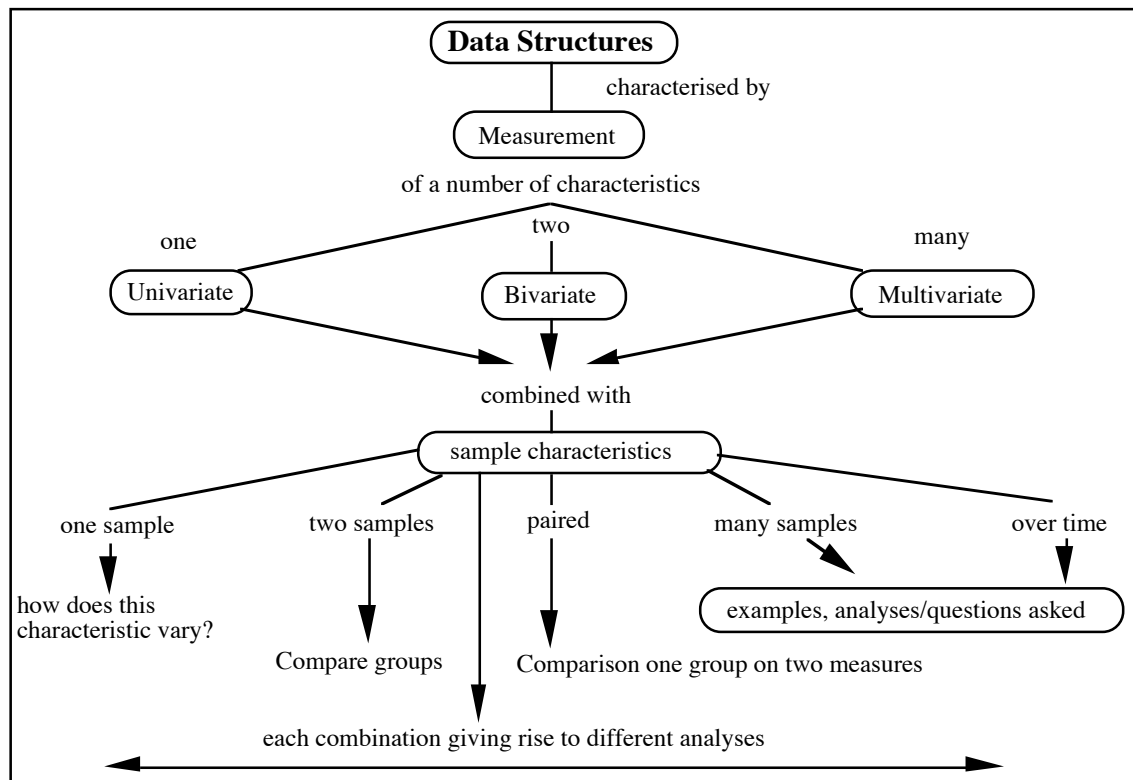 Data Structures
characterised by
Measurement
of a number of characteristics
one
two
many
Univariate
Bivariate
Multivariate
combined with
sample characteristics
one sample
two samples
paired
many samples
over time
how does this
characteristic vary?
examples, analyses/questions asked
Compare groups
Comparison one group on two measures
each combination giving rise to different analyses